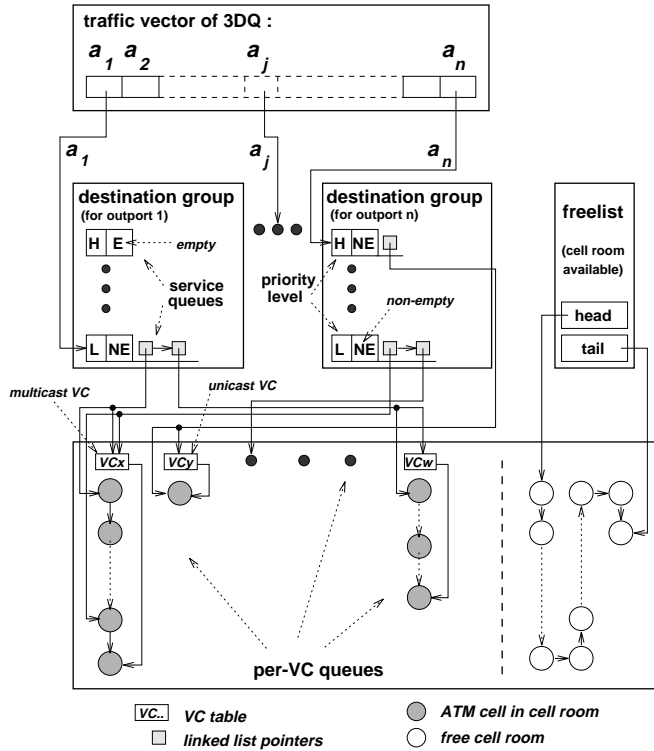 traffic vector of 3DQ :
a1 a2 aj an
a1 aj an
destination group
(for outport 1)
H E
empty
service
queues
L NE
destination group
(for outport n)
H NE
priority
level
non-empty
L NE
freelist
(cell room
available)
head
tail
multicast VC
unicast VC
VCx
VCy
VCw
per-VC queues
VC.. VC table
linked list pointers
ATM cell in cell room
free cell room